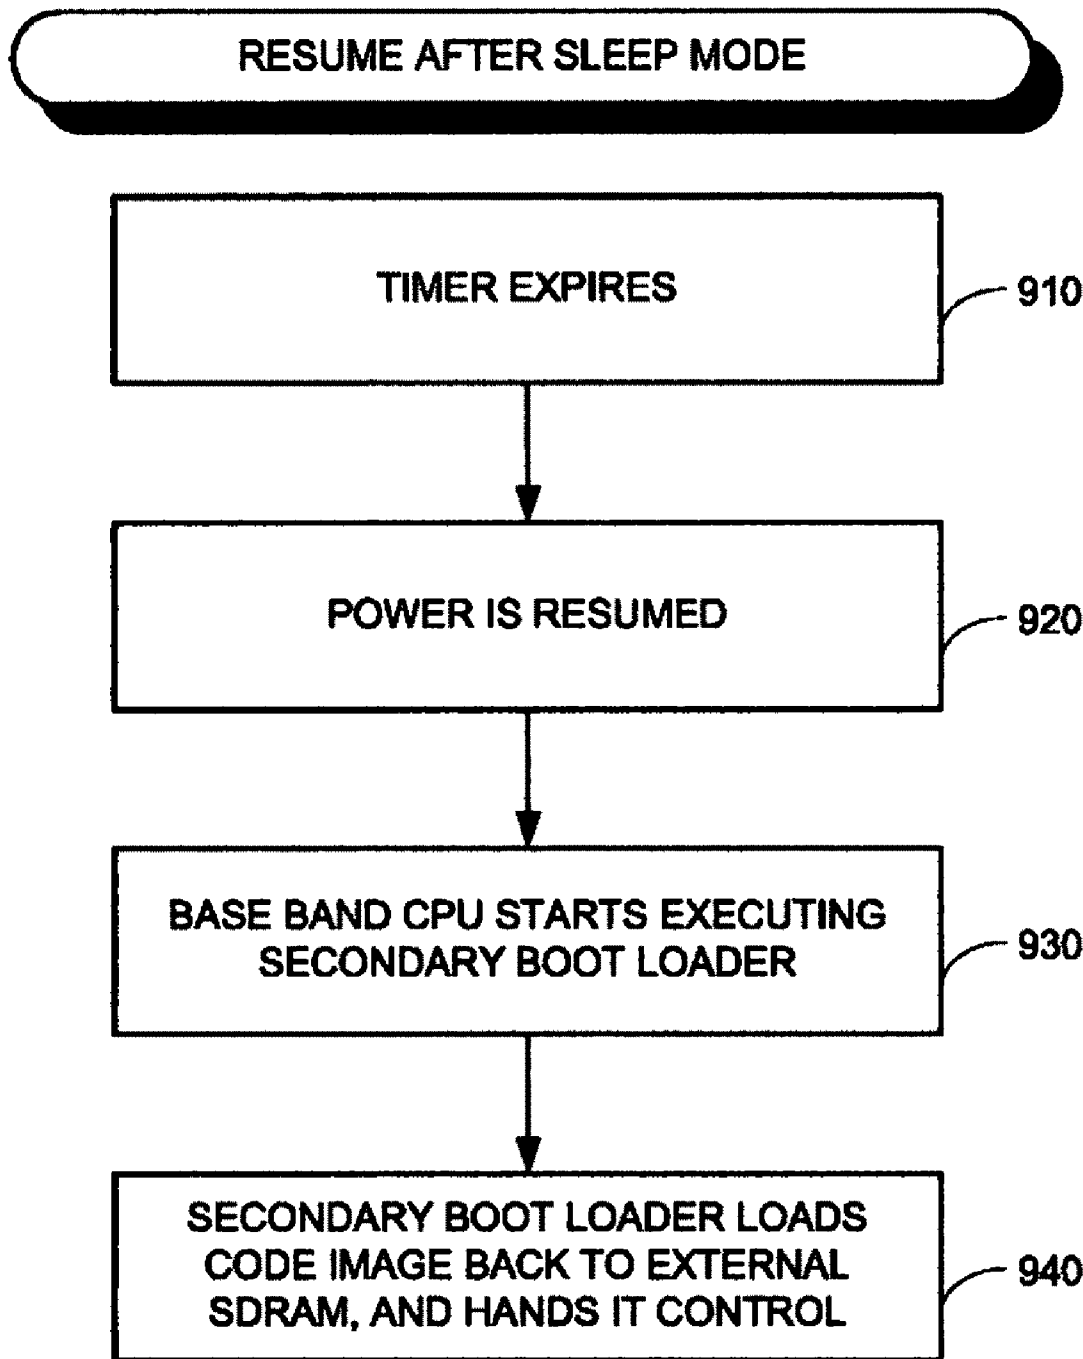 RESUME AFTER SLEEP MODE
TIMER EXPIRES
910
POWER IS RESUMED
920
BASE BAND CPU STARTS EXECUTING
SECONDARY BOOT LOADER
930
SECONDARY BOOT LOADER LOADS
CODE IMAGE BACK TO EXTERNAL
SDRAM, AND HANDS IT CONTROL
940